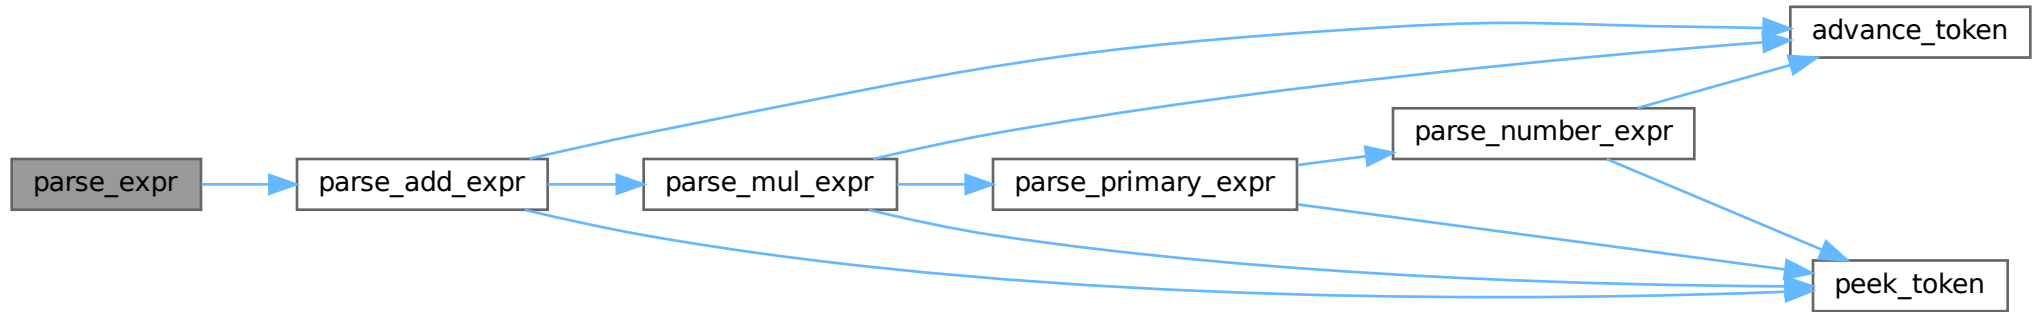 parse_expr
parse_add_expr
parse_mul_expr
parse_primary_expr
parse_number_expr
advance_token
peek_token